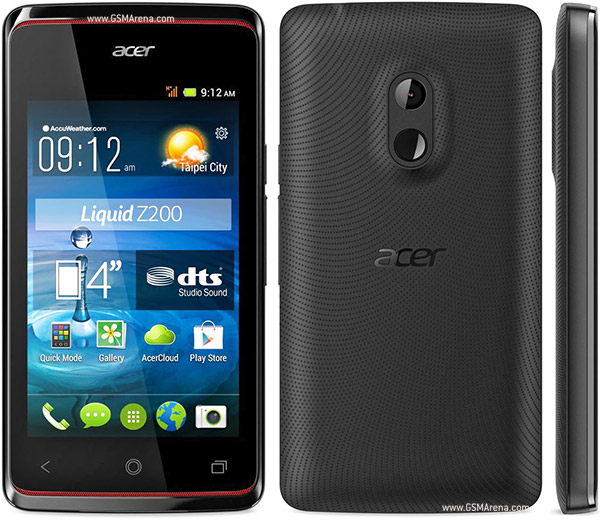 www.GSMArena.com
acer
9:12 AM
AccuWeather.com
09:12 am
Taipei City
Liquid Z200
4”
dts
Studio Sound
Quick Mode Gallery AcerCloud Play Store
acer
www.GSMArena.com